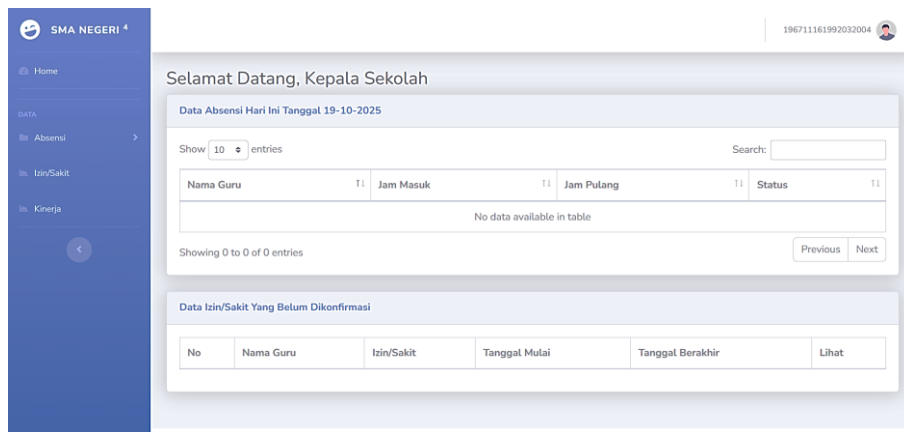 SMA NEGERI 4
196711161992032004
Home
Selamat Datang, Kepala Sekolah
DATA
Absensi
Izin/Sakit
Kinerja
Data Absensi Hari Ini Tanggal 19-10-2025
Show 10 entries
Search:
Nama Guru Jam Masuk Jam Pulang Status
No data available in table
Showing 0 to 0 of 0 entries
Previous Next
Data Izin/Sakit Yang Belum Dikonfirmasi
No Nama Guru Izin/Sakit Tanggal Mulai Tanggal Berakhir Lihat